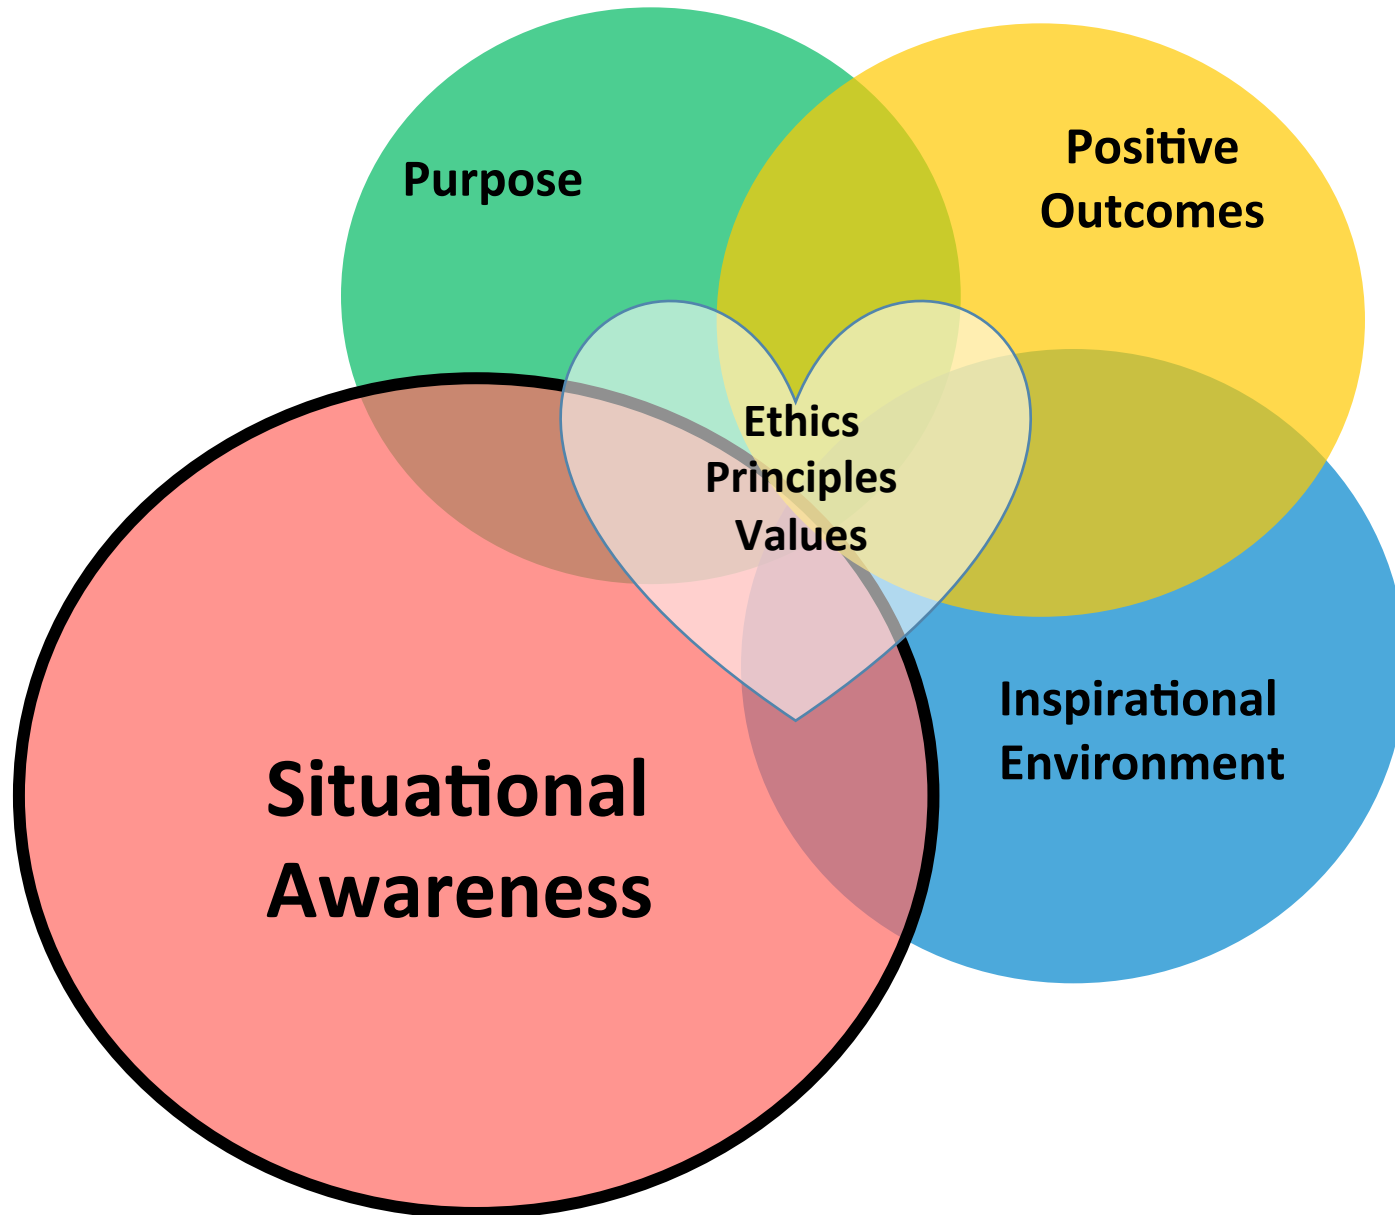 Purpose
Positive
Outcomes
Ethics
Principles
Values
Inspirational
Environment
Situational
Awareness